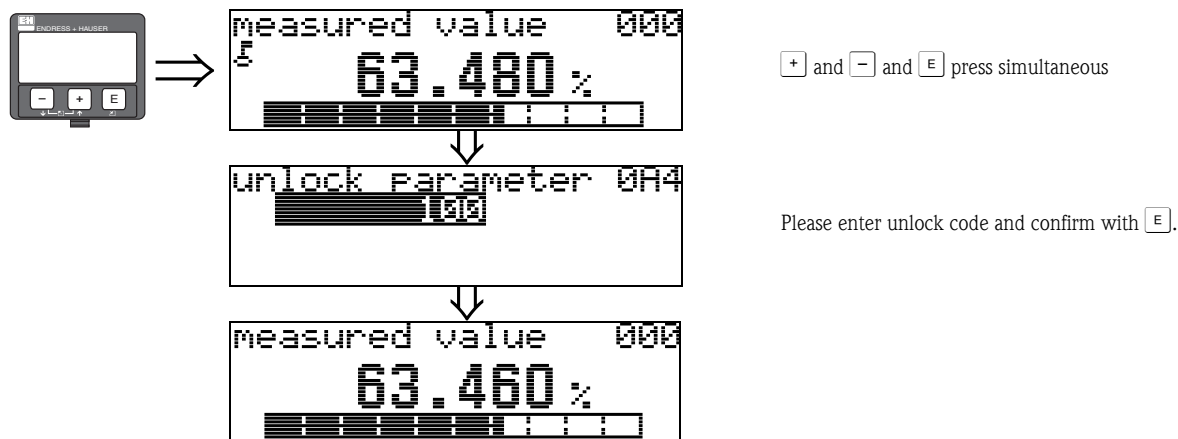 EH
ENDRESS + HAUSER
- + E
measured value 000
63.480 %
+ and - and E press simultaneous
unlock parameter 0A4
100
Please enter unlock code and confirm with E.
measured value 000
63.460 %